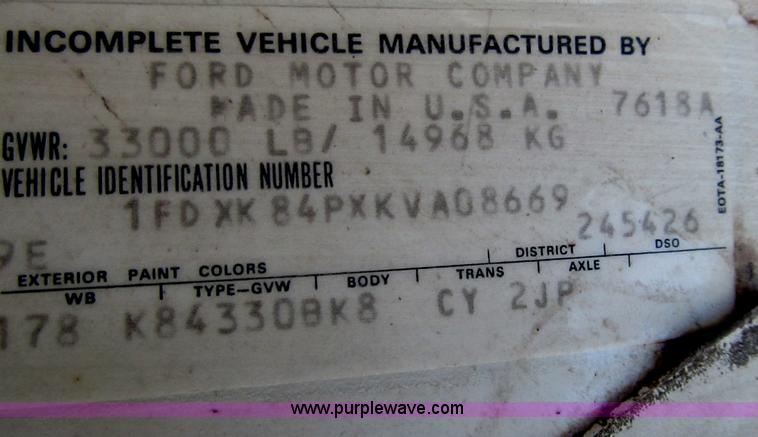 INCOMPLETE VEHICLE MANUFACTURED BY
FORD MOTOR COMPANY
MADE IN U.S.A. 7618A
GVWR: 33000 LB/ 14968 KG
VEHICLE IDENTIFICATION NUMBER
1FDXK84PXKVA08669
EOTA-18173-AA
9E 245426
EXTERIOR PAINT COLORS DISTRICT DSO
WB TYPE-GVW BODY TRANS AXLE
178 K84330BK8 CY 2JP
www.purplewave.com